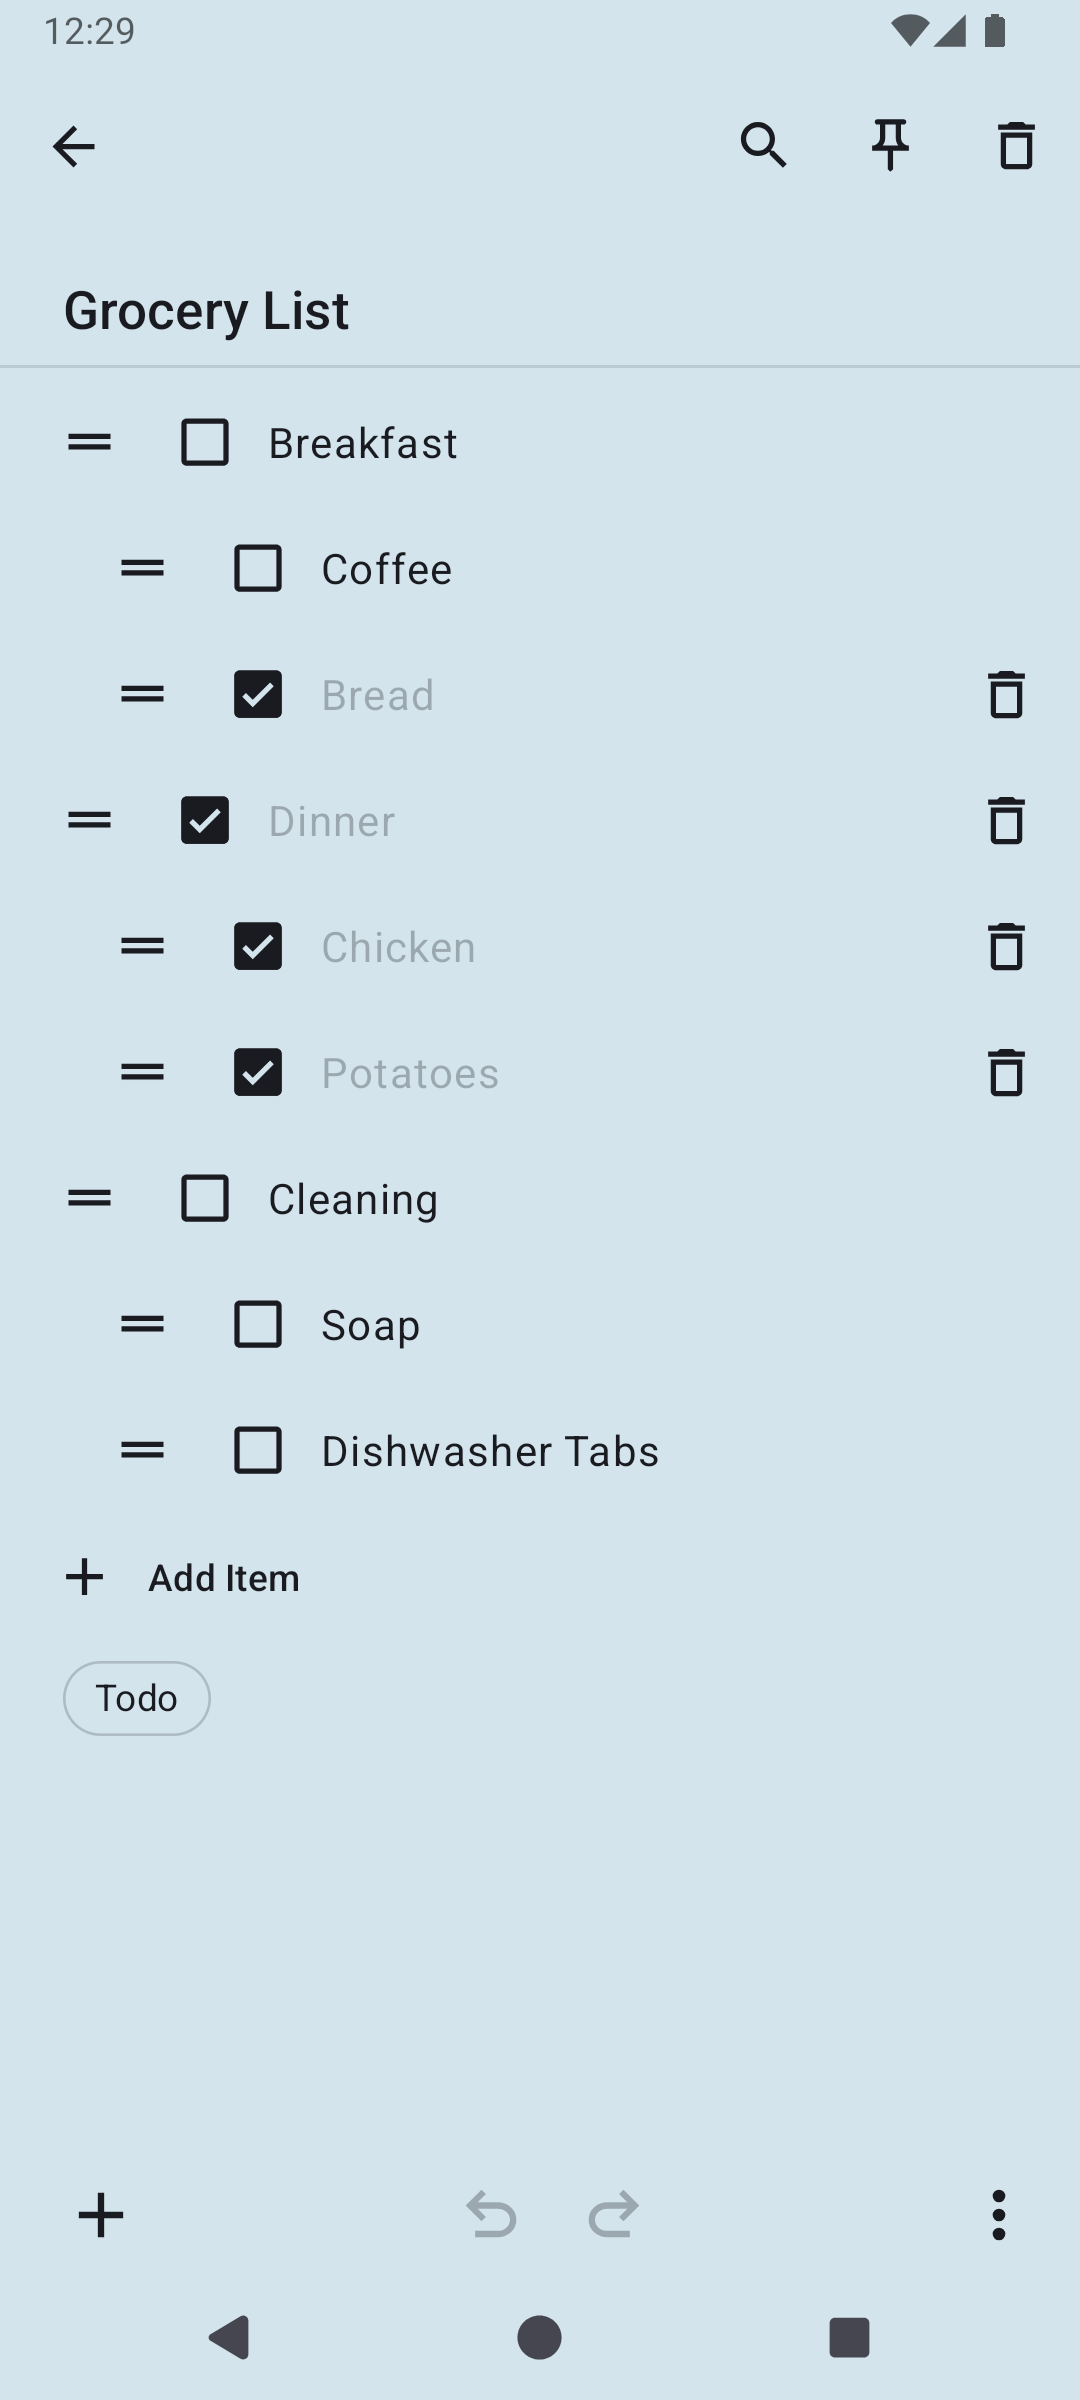 12:29
Grocery List
Breakfast
Coffee
Bread
Dinner
Chicken
Potatoes
Cleaning
Soap
Dishwasher Tabs
Add Item
Todo